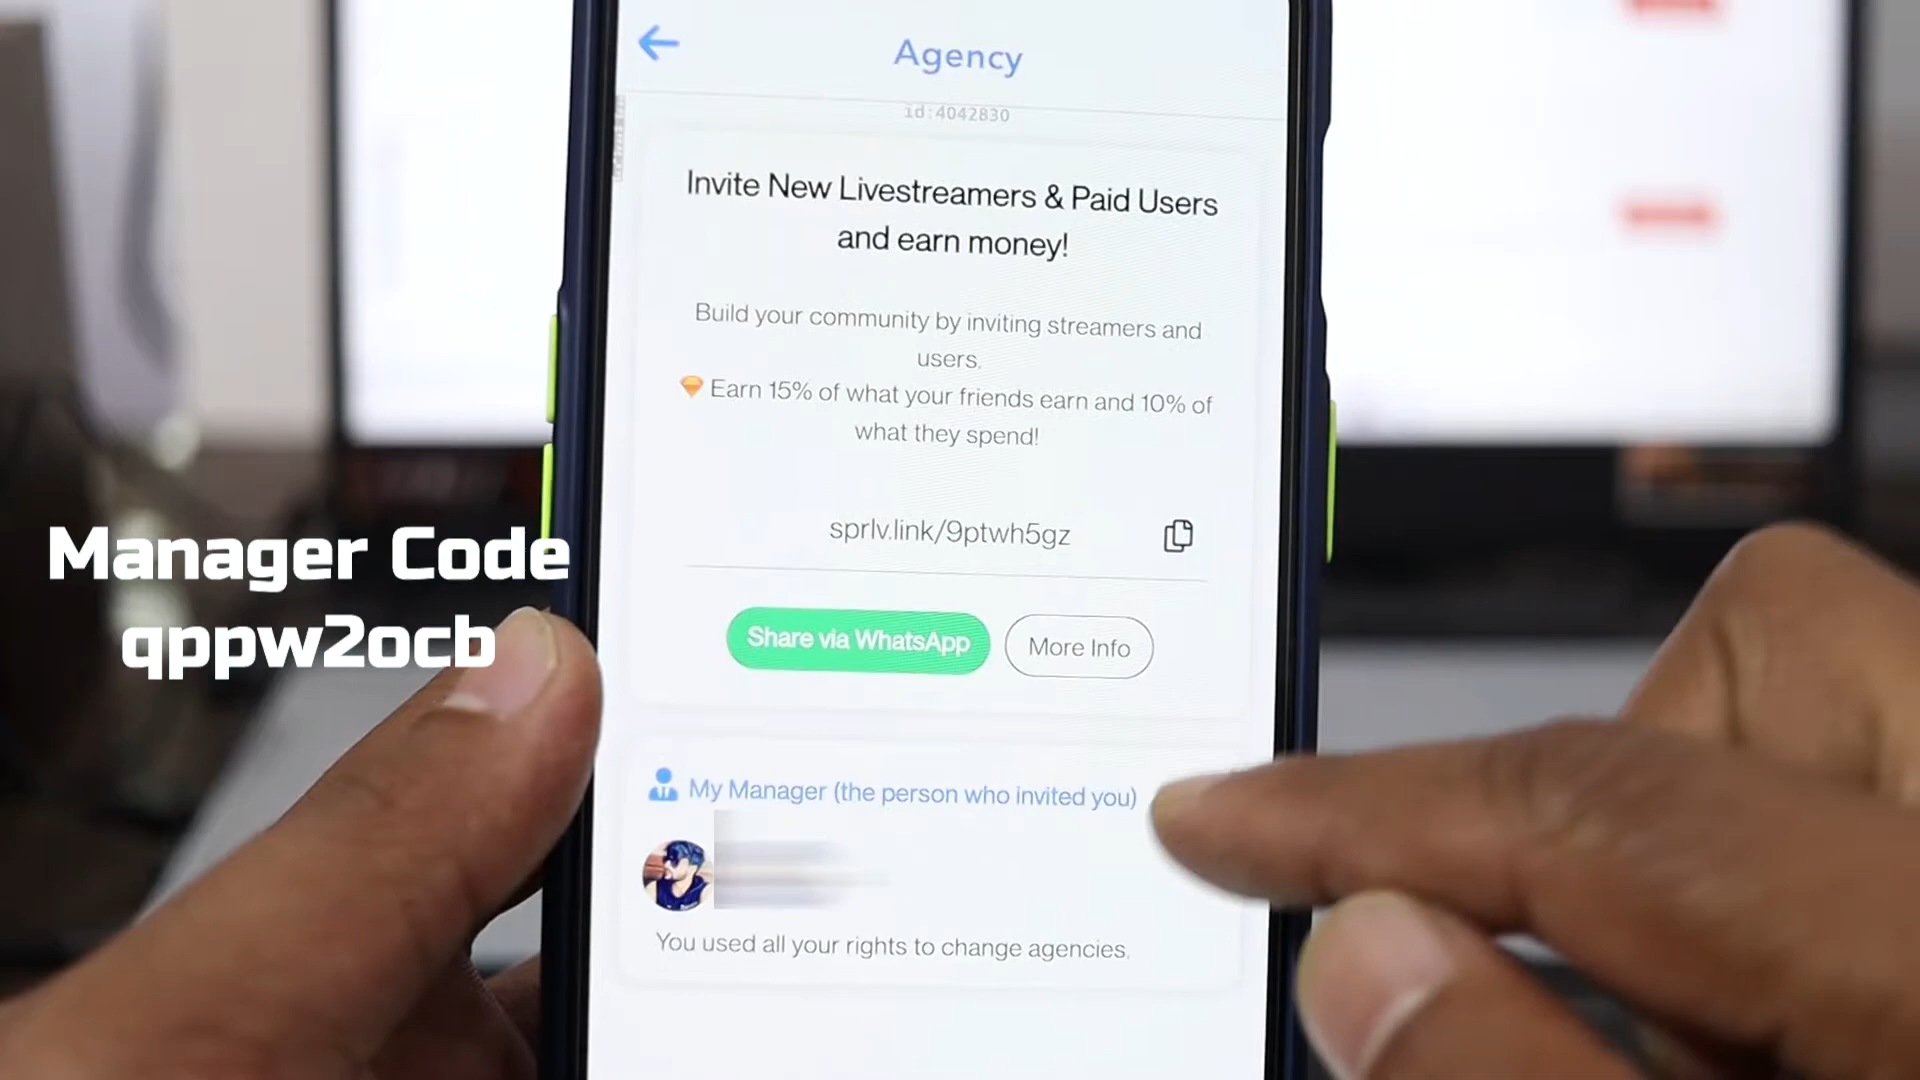 Agency
id:4042830
Invite New Livestreamers & Paid Users
and earn money!
Build your community by inviting streamers and
users.
Earn 15% of what your friends earn and 10% of
what they spend!
sprlv.link/9ptwh5gz
Share via WhatsApp
More Info
Manager Code
qppw2ocb
My Manager (the person who invited you)
You used all your rights to change agencies.